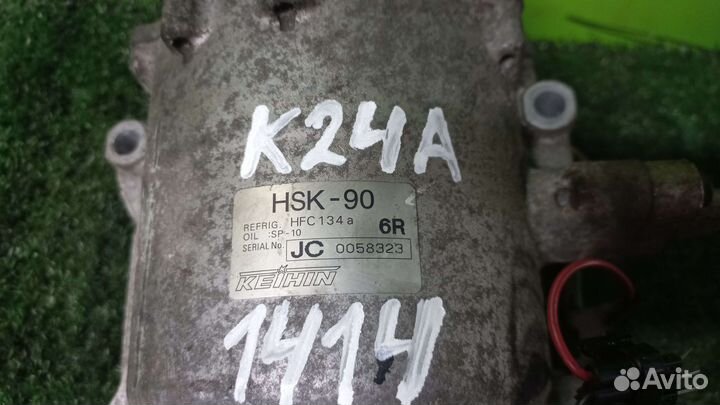 K24A
HSK-90
REFRIG. HFC134a
OIL :SP-10 6R
SERIAL No. JC 0058323
KEIHIN
1414
Avito